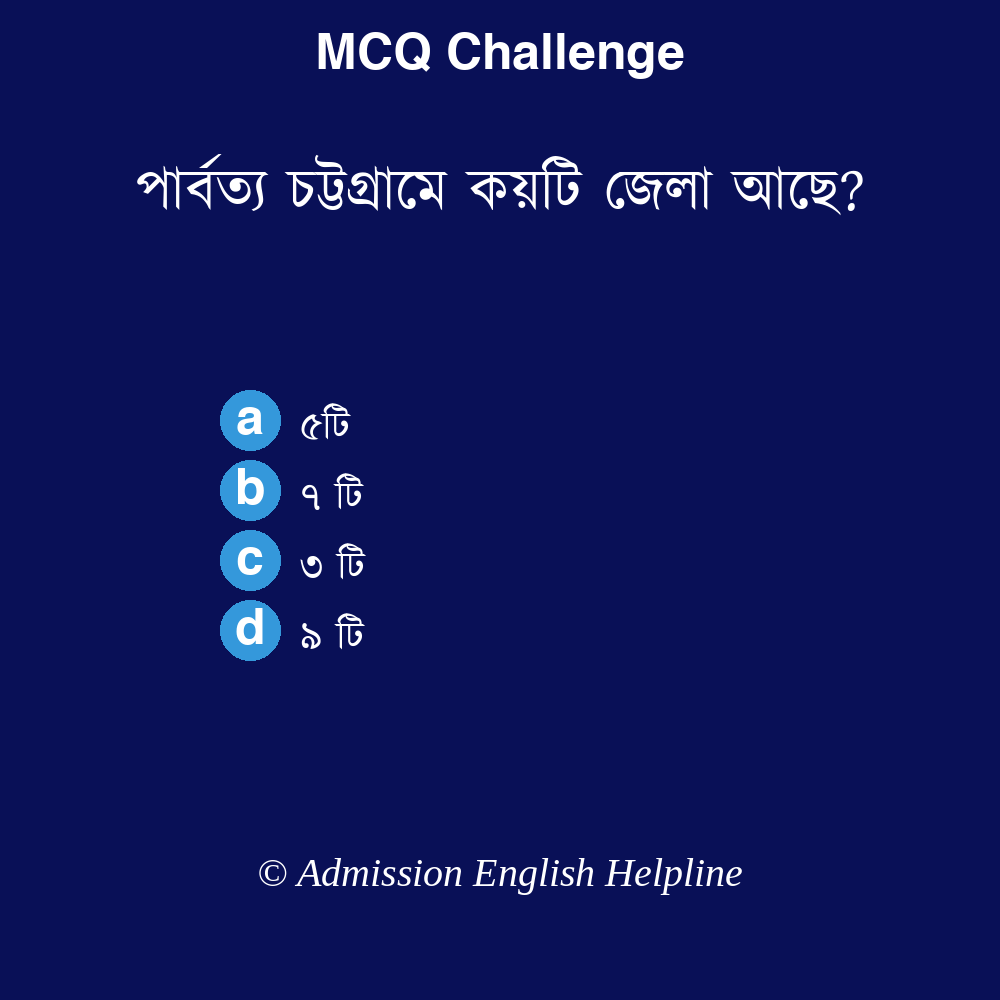 MCQ Challenge
পার্বত্য চট্টগ্রামে কয়টি জেলা আছে?
a ৫টি
b ৭ টি
c ৩ টি
d ৯ টি
© Admission English Helpline